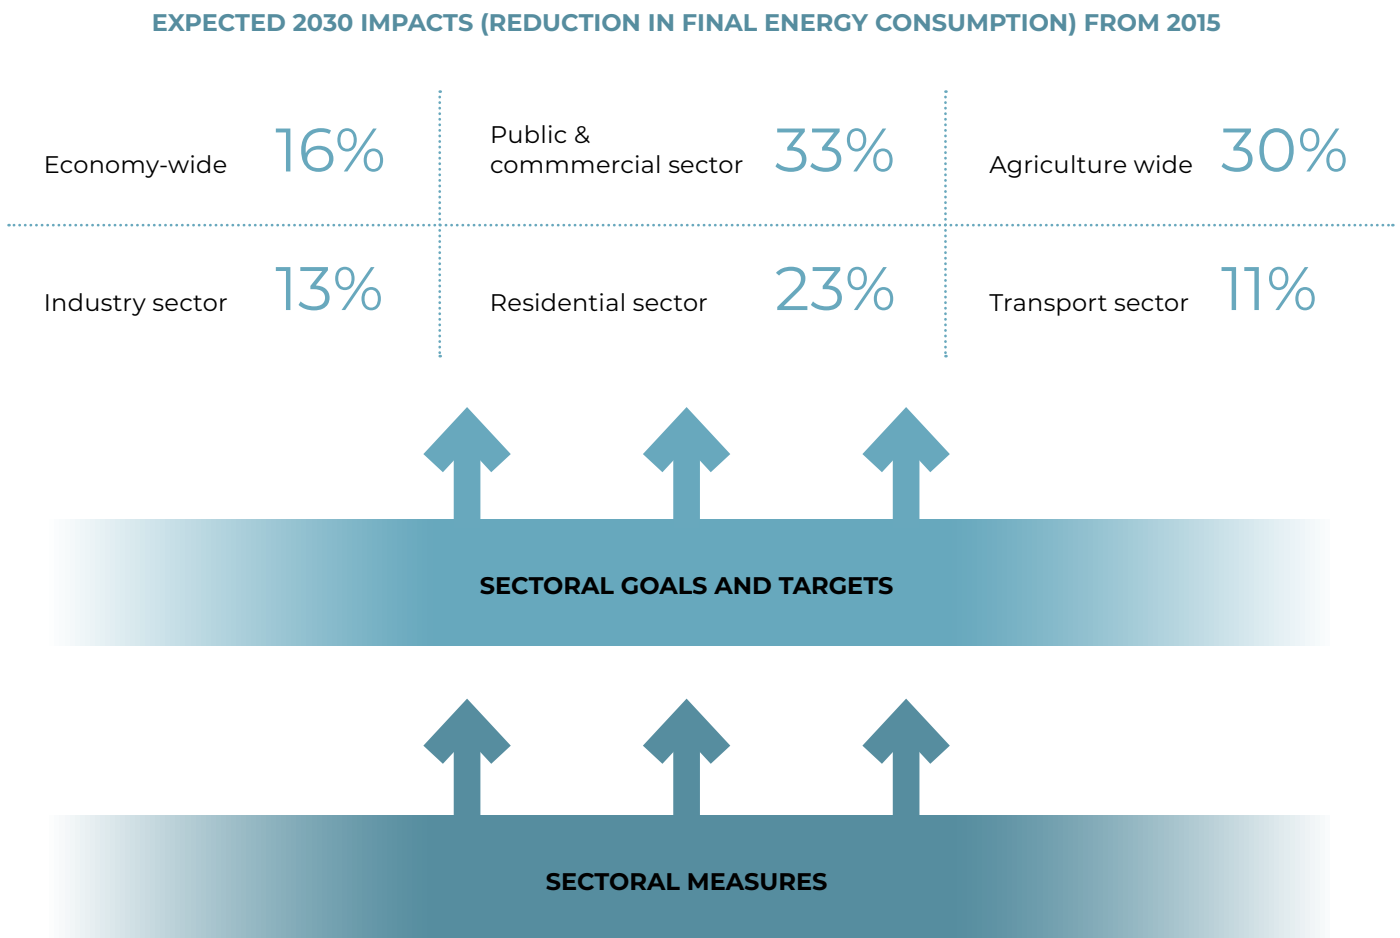 EXPECTED 2030 IMPACTS (REDUCTION IN FINAL ENERGY CONSUMPTION) FROM 2015
Economy-wide 16%
Public &
commmercial sector 33%
Agriculture wide 30%
Industry sector 13%
Residential sector 23%
Transport sector 11%
SECTORAL GOALS AND TARGETS
SECTORAL MEASURES